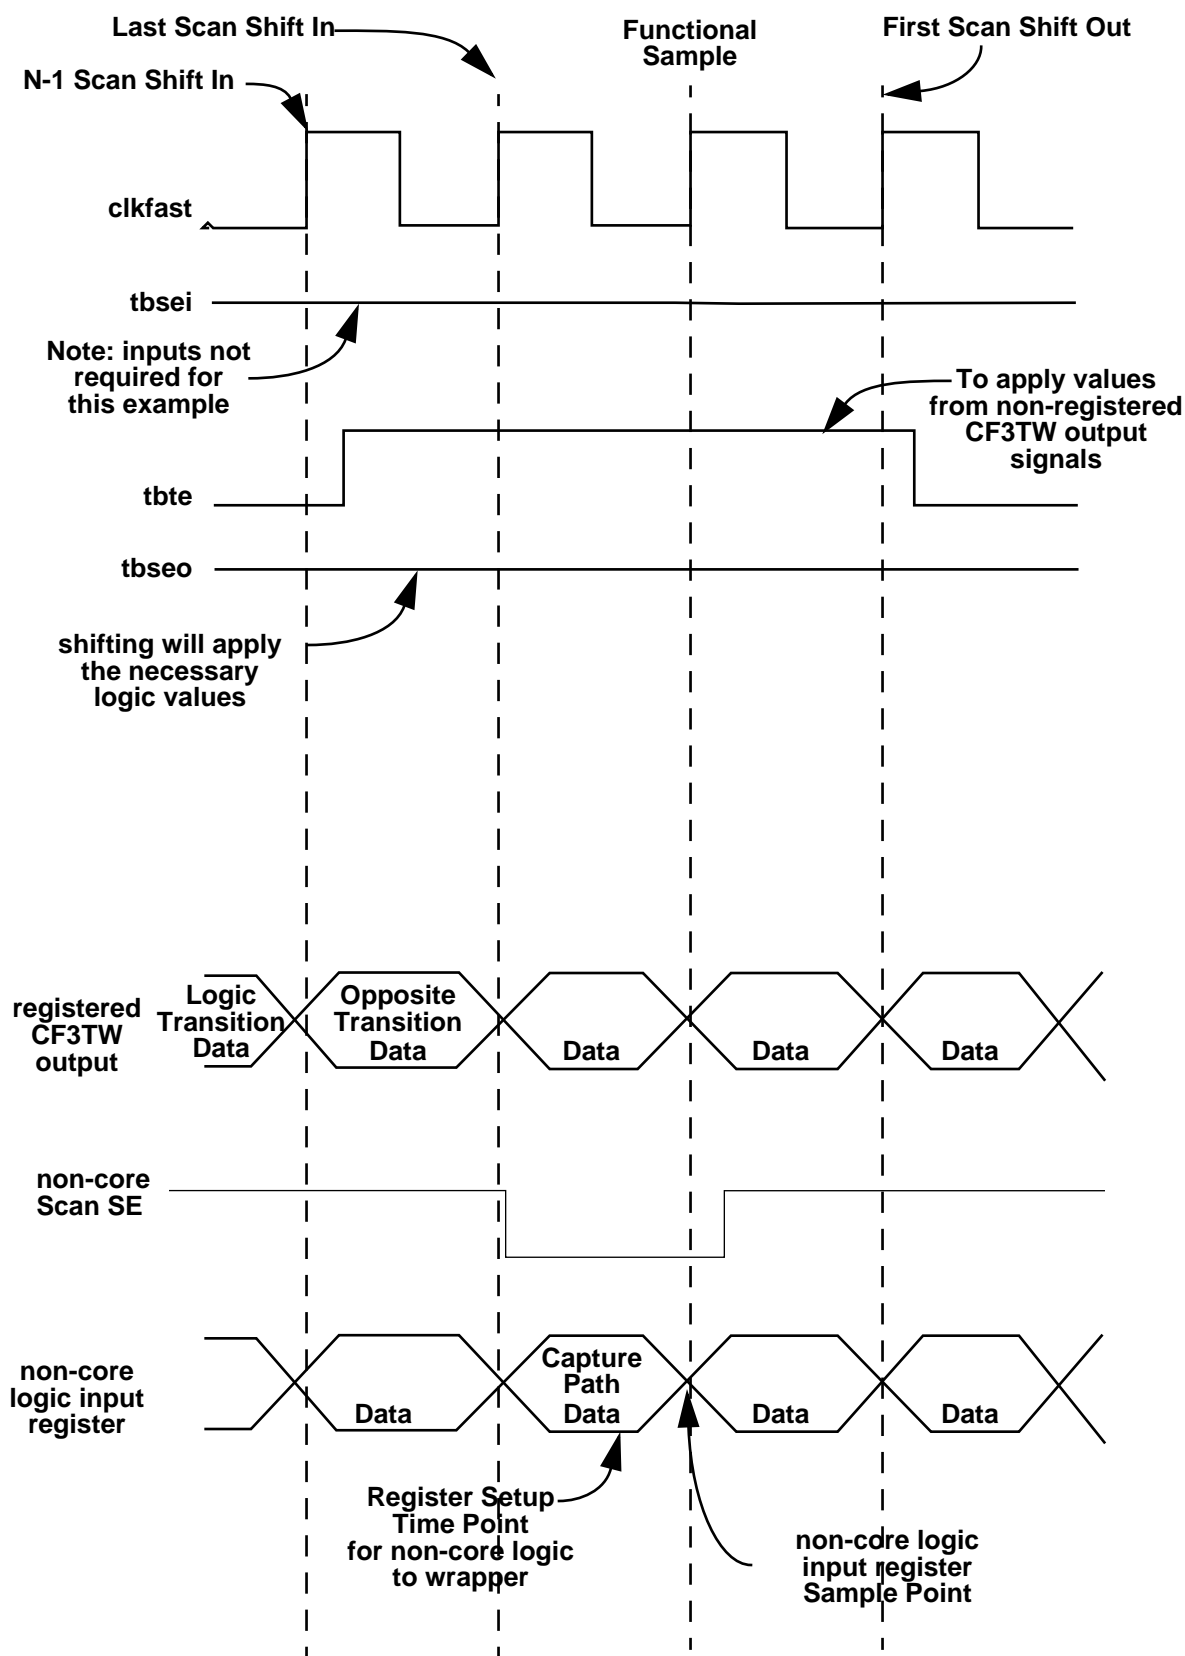 Last Scan Shift In
Functional
Sample
First Scan Shift Out
N-1 Scan Shift In
clkfast
tbsei
Note: inputs not
required for
this example
To apply values
from non-registered
CF3TW output
signals
tbte
tbseo
shifting will apply
the necessary
logic values
registered
CF3TW
output
Logic
Transition
Data
Opposite
Transition
Data
Data
Data
Data
non-core
Scan SE
non-core
logic input
register
Data
Capture
Path
Data
Data
Data
Register Setup
Time Point
for non-core logic
to wrapper
non-core logic
input register
Sample Point